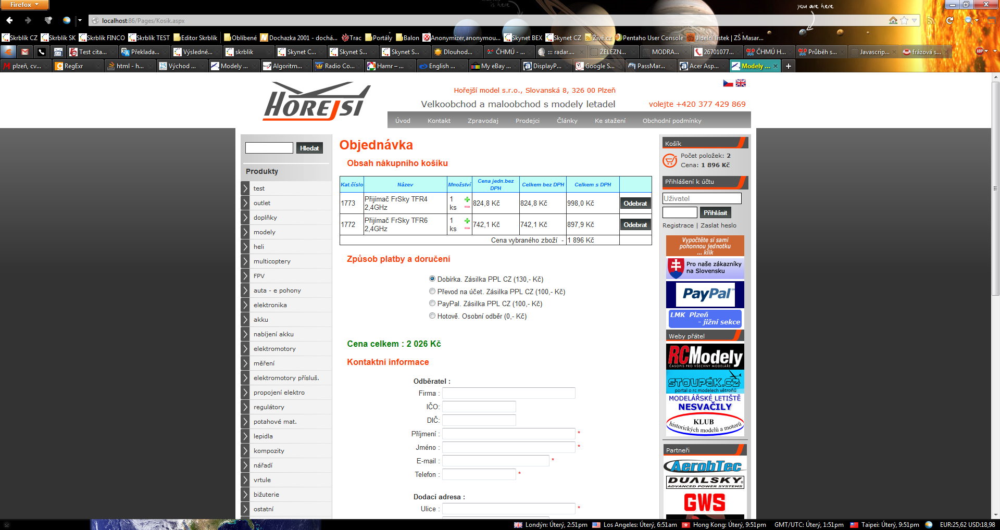 Firefox
is here
you are here
localhost:86/Pages/Kosik.aspx
Skrblík CZ Skrblík SK Skrblík FINCO Skrblík TEST Editor Skrblík Oblíbené Dochazka 2001 - dochá... Trac Portály Balon Anonymizer,anonymou... Skynet BEX Skynet CZ Živě.cz Pentaho User Console Jídelní lístek | ZŠ Masar...
Test cita... Překlada... Výsledné... skrblik Skynet C... Skynet S... Skynet S... Dlouhod... ČHMÚ - ... ::: radar.... ŽELEZN... MODRA... 26701077... ČHMÚ H... Průběh s... Javascrip... frázová s... ABP
plzeň, cv... RegExr html - h... Východ ... Modely ... Algoritm... Radio Co... Hamr – ... English ... My eBay ... DisplayP... Google S... PassMar... Acer Asp... Modely ...
HOŘEJŠÍ
Hořejší model s.r.o., Slovanská 8, 326 00 Plzeň
Velkoobchod a maloobchod s modely letadel
volejte +420 377 429 869
Úvod Kontakt Zpravodaj Prodejci Články Ke stažení Obchodní podmínky
Hledat
Produkty
test
outlet
doplňky
modely
heli
multicoptery
FPV
auta - e pohony
elektronika
akku
nabíjení akku
elektromotory
měření
elektromotory přísluš.
propojení elektro
regulátory
potahové mat.
lepidla
kompozity
nářadí
vrtule
bižuterie
ostatní
Objednávka
Obsah nákupního košíku
Kat.číslo Název Množství Cena jedn.bez DPH Celkem bez DPH Celkem s DPH
1773 Přijímač FrSky TFR4 2,4GHz 1 ks 824,8 Kč 824,8 Kč 998,0 Kč Odebrat
1772 Přijímač FrSky TFR6 2,4GHz 1 ks 742,1 Kč 742,1 Kč 897,9 Kč Odebrat
Cena vybraného zboží - 1 896 Kč
Způsob platby a doručení
Dobírka. Zásilka PPL CZ (130,- Kč)
Převod na účet. Zásilka PPL CZ (100,- Kč)
PayPal. Zásilka PPL CZ (100,- Kč)
Hotově. Osobní odběr (0,- Kč)
Cena celkem : 2 026 Kč
Kontaktní informace
Odběratel :
Firma :
IČO:
DIČ:
Příjmení : *
Jméno : *
E-mail : *
Telefon : *
Dodací adresa :
Ulice : *
Košík
Počet položek: 2
Cena: 1 896 Kč
Přihlášení k účtu
Uživatel
Přihlásit
Registrace | Zaslat heslo
Vypočtěte si sami
pohonnou jednotku
... klik
Pro naše zákazníky
na Slovensku
PayPal
LMK Plzeň
- jižní sekce
Weby přátel
RCModely
ČASOPIS PRO VŠECHNY MODELÁŘE
STOUPÁK.CZ
portal o rc modelech větroňů
MODELÁŘSKÉ LETIŠTĚ
NESVAČILY
KLUB
historických modelů a motorů
Partneři
AerobTec
DUALSKY
ADVANCED POWER SYSTEMS
GWS
Londýn: Úterý, 2:51pm Los Angeles: Úterý, 6:51am Hong Kong: Úterý, 9:51pm GMT/UTC: Úterý, 1:51pm Taipei: Úterý, 9:51pm EUR:25,62 USD:18,98